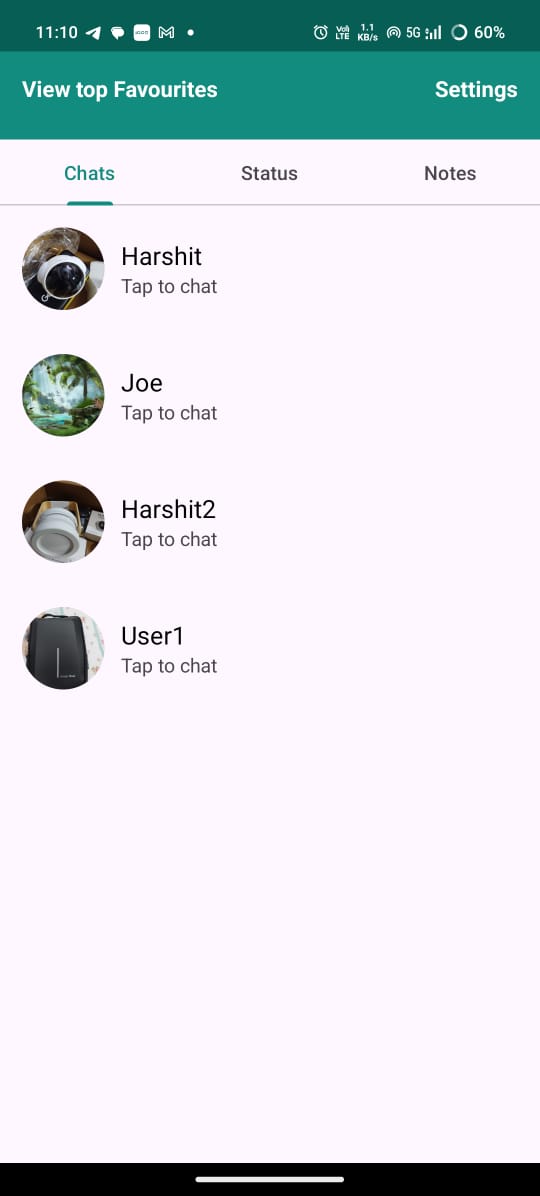 11:10 VoD LTE 1.1 KB/s 5G 60%
View top Favourites Settings
Chats Status Notes
Harshit
Tap to chat
Joe
Tap to chat
Harshit2
Tap to chat
User1
Tap to chat